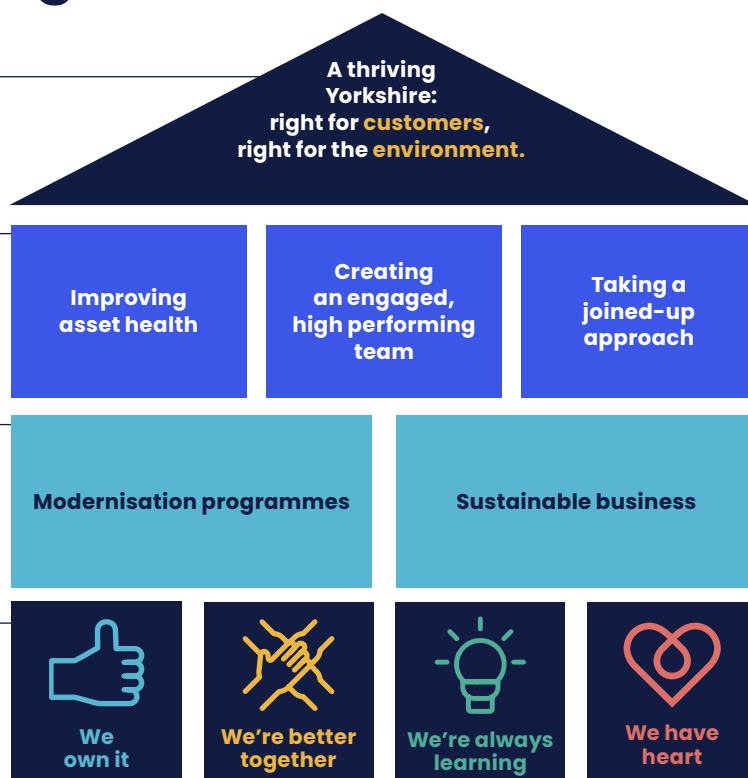 A thriving
Yorkshire:
right for customers,
right for the environment.
Improving
asset health
Creating
an engaged,
high performing
team
Taking a
joined-up
approach
Modernisation programmes
Sustainable business
We
own it
We're better
together
We're always
learning
We have
heart